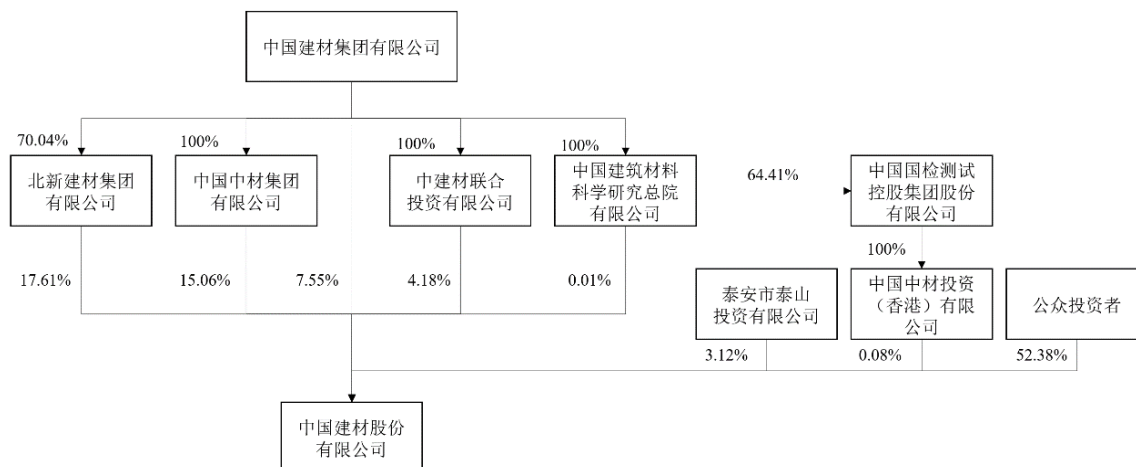 中国建材集团有限公司
70.04%
100%
100%
100%
北新建材集团
有限公司
中国中材集团
有限公司
中建材联合
投资有限公司
中国建筑材料
科学研究总院
有限公司
64.41%
中国国检测试
控股集团股份
有限公司
100%
17.61%
15.06%
7.55%
4.18%
0.01%
泰安市泰山
投资有限公司
中国中材投资
（香港）有限
公司
公众投资者
3.12%
0.08%
52.38%
中国建材股份
有限公司